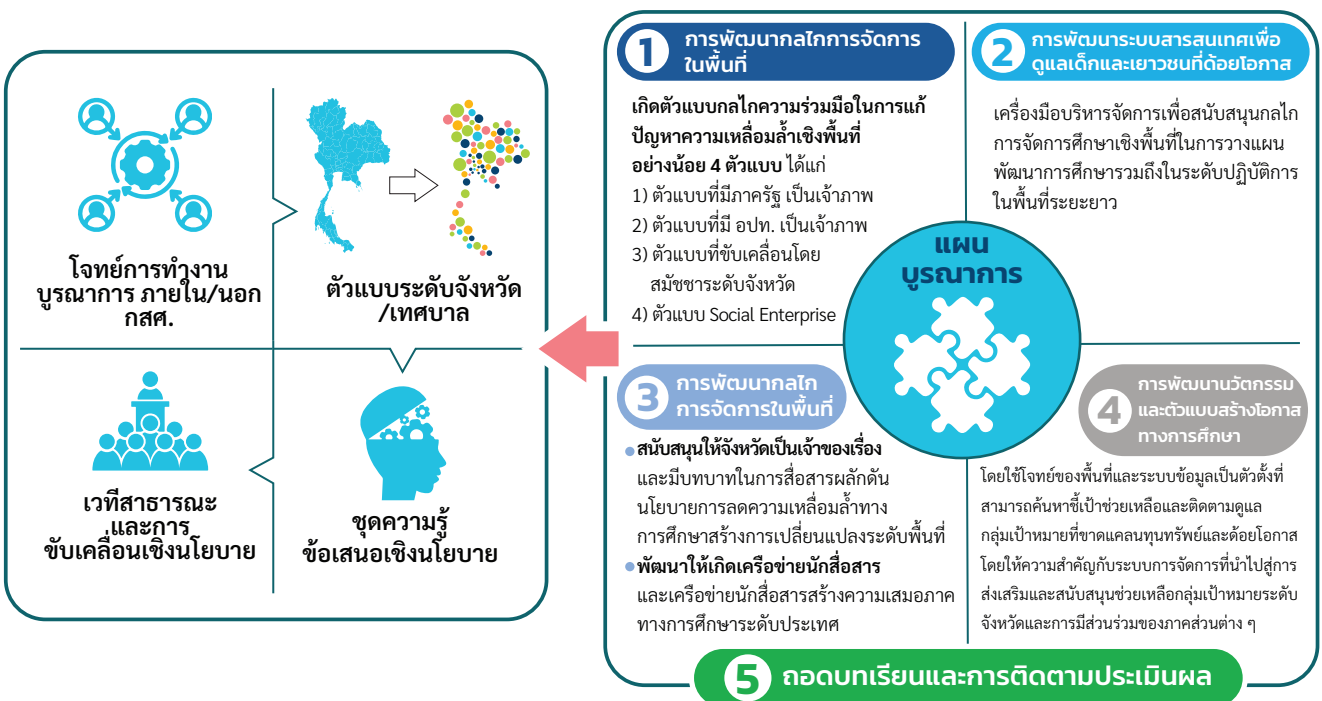 โจทย์การทำงาน
บูรณาการ ภายใน/นอก
กสศ.
ตัวแบบระดับจังหวัด
/เทศบาล
เวทีสาธารณะ
และการ
ขับเคลื่อนเชิงนโยบาย
ชุดความรู้
ข้อเสนอเชิงนโยบาย
1
การพัฒนากลไกการจัดการ
ในพื้นที่
เกิดตัวแบบกลไกความร่วมมือในการแก้
ปัญหาความเหลื่อมล้ำเชิงพื้นที่
อย่างน้อย 4 ตัวแบบ ได้แก่
1) ตัวแบบที่มีภาครัฐ เป็นเจ้าภาพ
2) ตัวแบบที่มี อปท. เป็นเจ้าภาพ
3) ตัวแบบที่ขับเคลื่อนโดย
สมัชชาระดับจังหวัด
4) ตัวแบบ Social Enterprise
2
การพัฒนาระบบสารสนเทศเพื่อ
ดูแลเด็กและเยาวชนที่ด้อยโอกาส
เครื่องมือบริหารจัดการเพื่อสนับสนุนกลไก
การจัดการศึกษาเชิงพื้นที่ในการวางแผน
พัฒนาการศึกษารวมถึงในระดับปฏิบัติการ
ในพื้นที่ระยะยาว
แผน
บูรณาการ
3
การพัฒนากลไก
การจัดการในพื้นที่
สนับสนุนให้จังหวัดเป็นเจ้าของเรื่อง
และมีบทบาทในการสื่อสารผลักดัน
นโยบายการลดความเหลื่อมล้ำทาง
การศึกษาสร้างการเปลี่ยนแปลงระดับพื้นที่
พัฒนาให้เกิดเครือข่ายนักสื่อสาร
และเครือข่ายนักสื่อสารสร้างความเสมอภาค
ทางการศึกษาระดับประเทศ
4
การพัฒนานวัตกรรม
และตัวแบบสร้างโอกาส
ทางการศึกษา
โดยใช้โจทย์ของพื้นที่และระบบข้อมูลเป็นตัวตั้งที่
สามารถค้นหาชี้เป้าช่วยเหลือและติดตามดูแล
กลุ่มเป้าหมายที่ขาดแคลนทุนทรัพย์และด้อยโอกาส
โดยให้ความสำคัญกับระบบการจัดการที่นำไปสู่การ
ส่งเสริมและสนับสนุนช่วยเหลือกลุ่มเป้าหมายระดับ
จังหวัดและการมีส่วนร่วมของภาคส่วนต่าง ๆ
5 ถอดบทเรียนและการติดตามประเมินผล